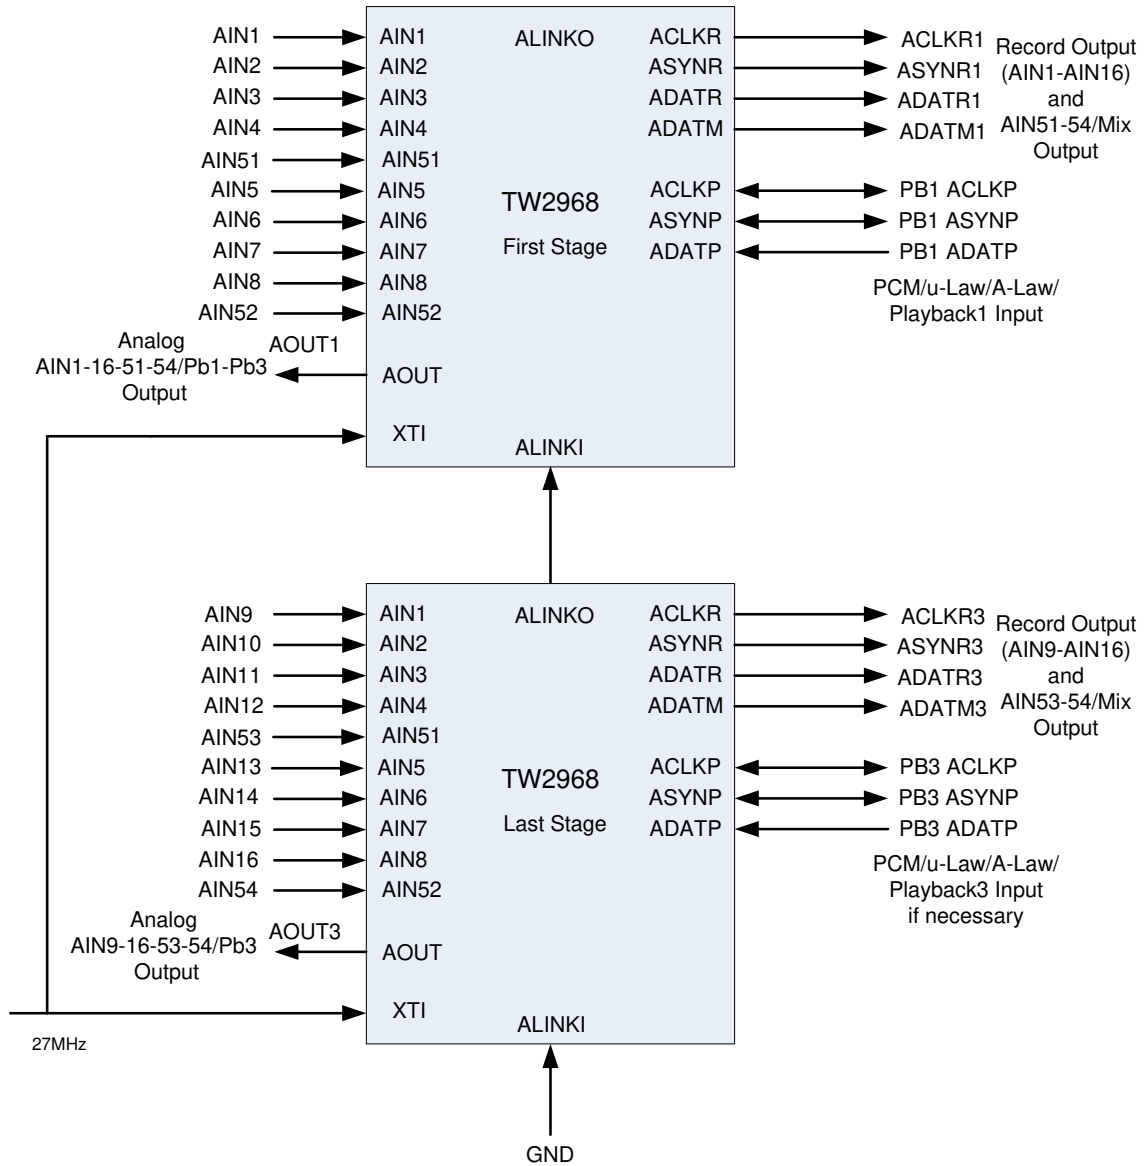 AIN1 AIN1 ALINKO ACLKR ACLKR1
AIN2 AIN2 ASYNR ASYNR1
AIN3 AIN3 ADATR ADATR1
AIN4 AIN4 ADATM ADATM1
Record Output
(AIN1-AIN16)
and
AIN51-54/Mix
Output
AIN51 AIN51
AIN5 AIN5 ACLKP PB1 ACLKP
TW2968
AIN6 AIN6 ASYNP PB1 ASYNP
AIN7 AIN7 First Stage ADATP PB1 ADATP
AIN8 AIN8
AIN52 AIN52
PCM/u-Law/A-Law/
Playback1 Input
Analog
AIN1-16-51-54/Pb1-Pb3
Output
AOUT1
AOUT
XTI
ALINKI
AIN9 AIN1 ALINKO ACLKR ACLKR3
AIN10 AIN2 ASYNR ASYNR3
AIN11 AIN3 ADATR ADATR3
AIN12 AIN4 ADATM ADATM3
Record Output
(AIN9-AIN16)
and
AIN53-54/Mix
Output
AIN53 AIN51
AIN13 AIN5 ACLKP PB3 ACLKP
TW2968
AIN14 AIN6 ASYNP PB3 ASYNP
AIN15 AIN7 Last Stage ADATP PB3 ADATP
AIN16 AIN8
AIN54 AIN52
PCM/u-Law/A-Law/
Playback3 Input
if necessary
Analog
AIN9-16-53-54/Pb3
Output
AOUT3
AOUT
XTI
ALINKI
27MHz
GND